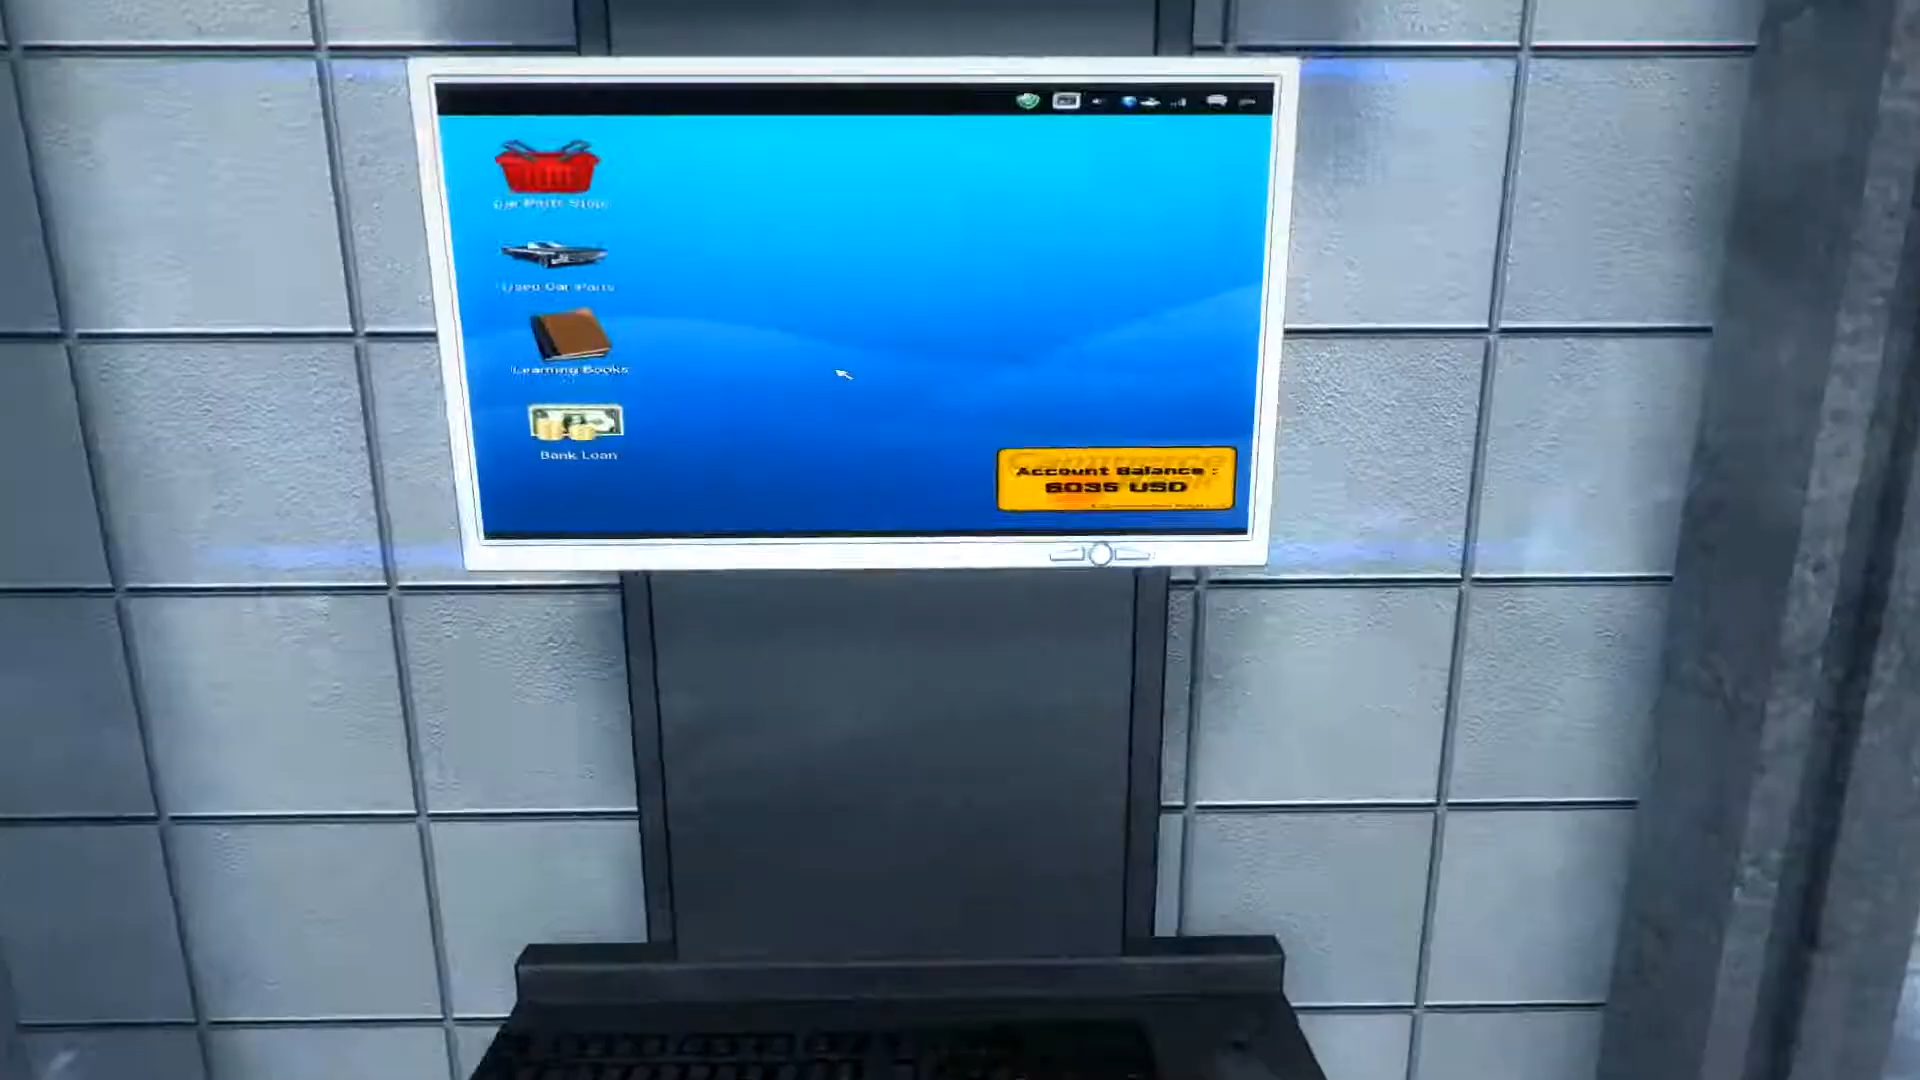 Car Parts Shop
Used Car Parts
Learning Books
Bank Loan
Account Balance :
6035 USD